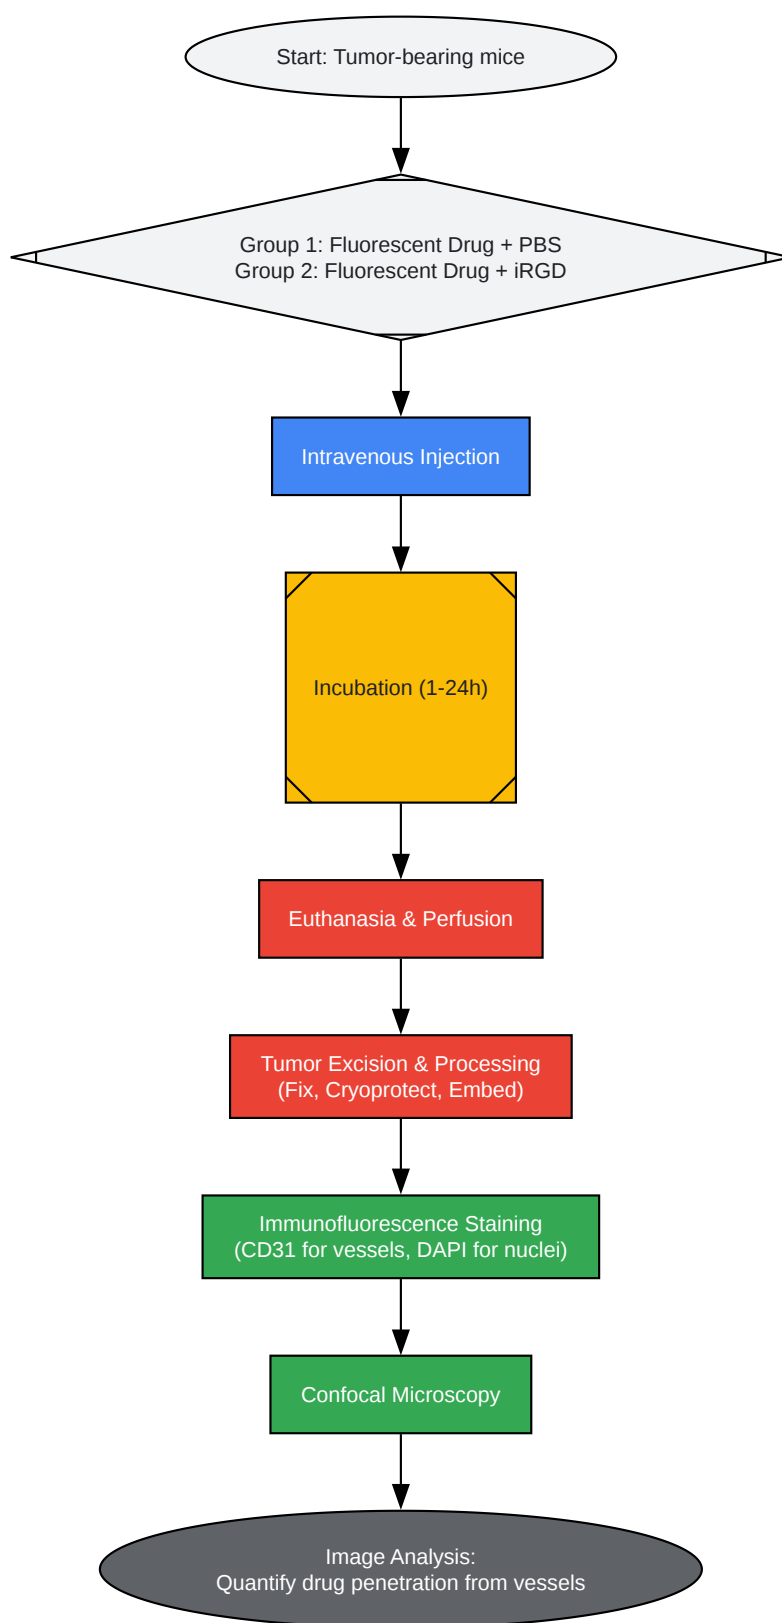 Start: Tumor-bearing mice
Group 1: Fluorescent Drug + PBS
Group 2: Fluorescent Drug + iRGD
Intravenous Injection
Incubation (1-24h)
Euthanasia & Perfusion
Tumor Excision & Processing
(Fix, Cryoprotect, Embed)
Immunofluorescence Staining
(CD31 for vessels, DAPI for nuclei)
Confocal Microscopy
Image Analysis:
Quantify drug penetration from vessels